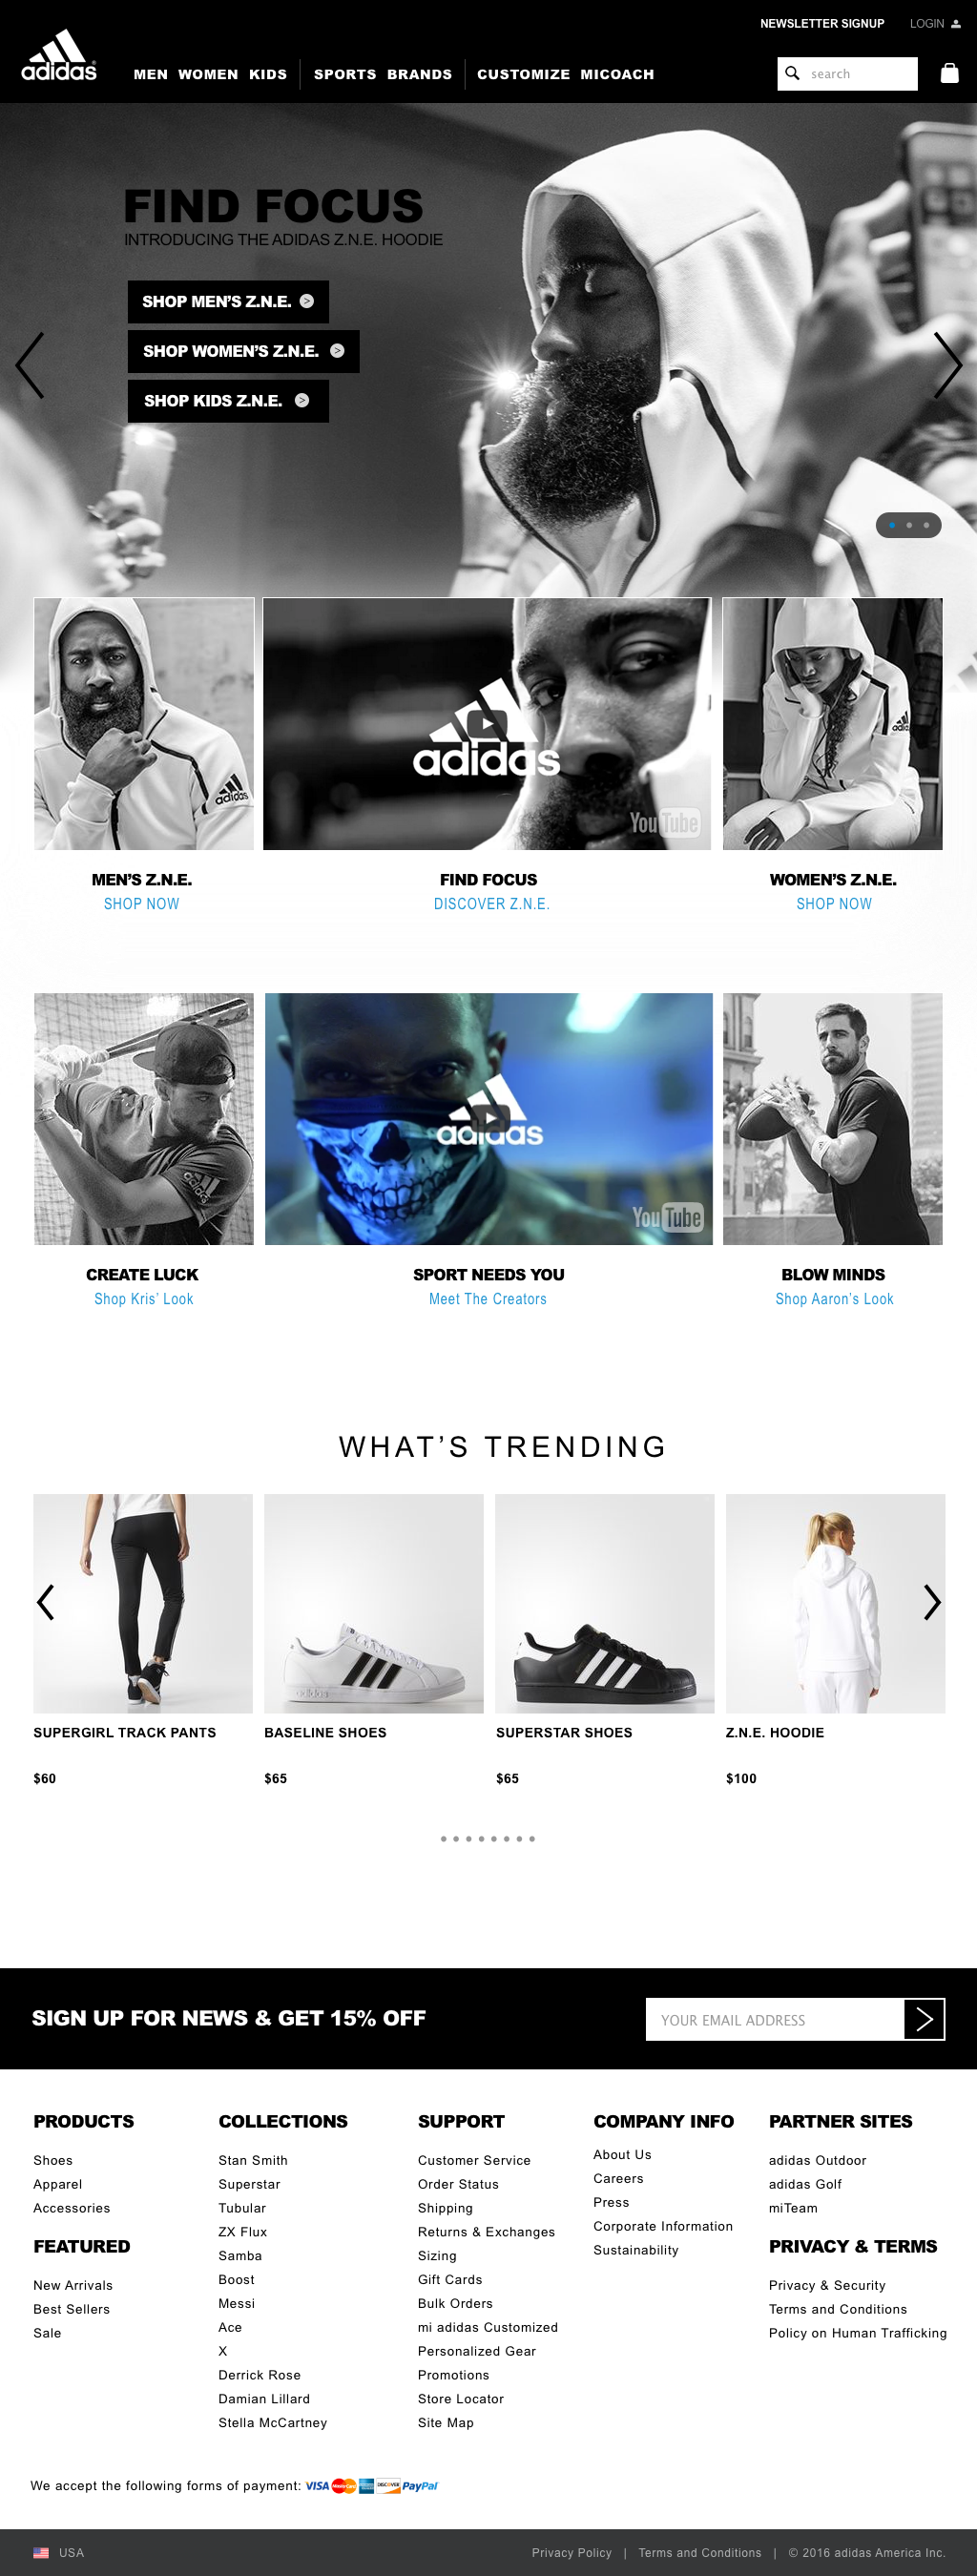 NEWSLETTER SIGNUP LOGIN
adidas
MEN WOMEN KIDS SPORTS BRANDS CUSTOMIZE MICOACH
search
FIND FOCUS
INTRODUCING THE ADIDAS Z.N.E. HOODIE
SHOP MEN’S Z.N.E. >
SHOP WOMEN’S Z.N.E. >
SHOP KIDS Z.N.E. >
adidas
adidas
adidas
YouTube
MEN’S Z.N.E. FIND FOCUS WOMEN’S Z.N.E.
SHOP NOW DISCOVER Z.N.E. SHOP NOW
adidas
adidas
YouTube
CREATE LUCK SPORT NEEDS YOU BLOW MINDS
Shop Kris’ Look Meet The Creators Shop Aaron’s Look
WHAT’S TRENDING
adidas
SUPERGIRL TRACK PANTS BASELINE SHOES SUPERSTAR SHOES Z.N.E. HOODIE
$60 $65 $65 $100
SIGN UP FOR NEWS & GET 15% OFF
YOUR EMAIL ADDRESS
PRODUCTS
Shoes
Apparel
Accessories
FEATURED
New Arrivals
Best Sellers
Sale
COLLECTIONS
Stan Smith
Superstar
Tubular
ZX Flux
Samba
Boost
Messi
Ace
X
Derrick Rose
Damian Lillard
Stella McCartney
SUPPORT
Customer Service
Order Status
Shipping
Returns & Exchanges
Sizing
Gift Cards
Bulk Orders
mi adidas Customized
Personalized Gear
Promotions
Store Locator
Site Map
COMPANY INFO
About Us
Careers
Press
Corporate Information
Sustainability
PARTNER SITES
adidas Outdoor
adidas Golf
miTeam
PRIVACY & TERMS
Privacy & Security
Terms and Conditions
Policy on Human Trafficking
We accept the following forms of payment: VISA MasterCard DISCOVER PayPal
USA Privacy Policy | Terms and Conditions | © 2016 adidas America Inc.